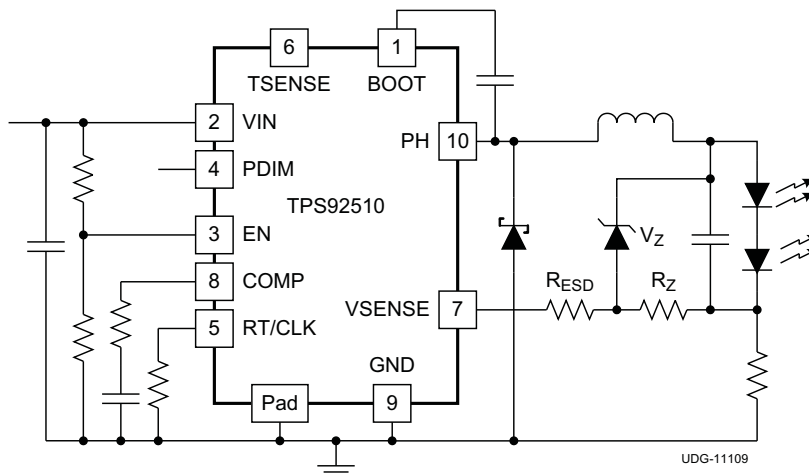 6
1
TSENSE
BOOT
2
VIN
PH
10
4
PDIM
TPS92510
3
EN
V_Z
8
COMP
R_ESD
R_Z
VSENSE
7
5
RT/CLK
GND
Pad
9
UDG-11109